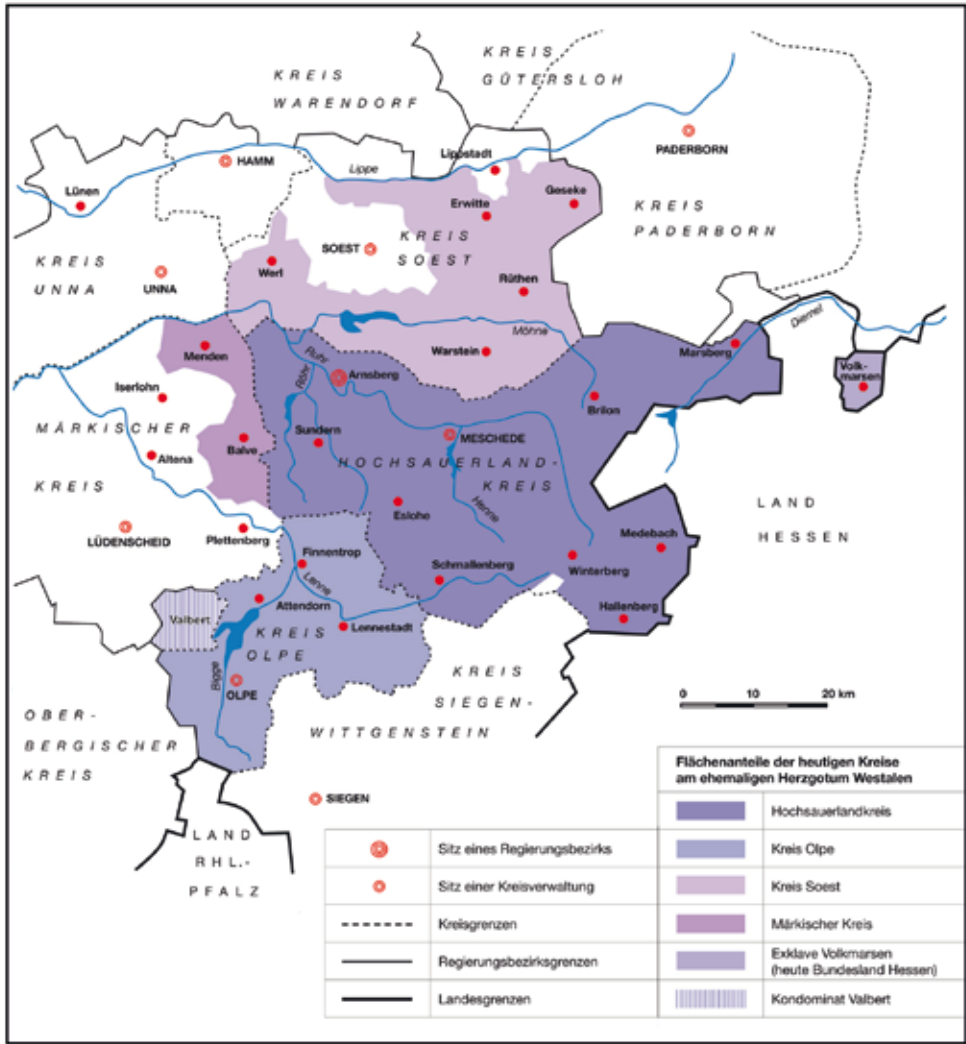 KREIS
GÜTERSLOH
KREIS
WARENDORF
PADERBORN
HAMM
Lippe
Lippstadt
Lünen
Geseke
Erwitte
KREIS
PADERBORN
SOEST
KREIS
SOEST
KREIS
UNNA
Werl
UNNA
Rüthen
Diemel
Möhne
Menden
Warstein
Marsberg
Ruhr
Röhr
Arnsberg
Volk-
marsen
Iserlohn
Brilon
MÄRKISCHER
KREIS
Sundern
MESCHEDE
Balve
Altena
HOCHSAUERLAND-
KREIS
Eslohe
Henne
LAND
HESSEN
LÜDENSCHEID
Plettenberg
Medebach
Finnentrop
Lenne
Schmallenberg
Winterberg
Hallenberg
Valbert
Attendorn
Lennestadt
KREIS
OLPE
Bigge
OLPE
KREIS
SIEGEN-
WITTGENSTEIN
0 10 20 km
OBER-
BERGISCHER
KREIS
SIEGEN
LAND
RHL.-
PFALZ
Flächenanteile der heutigen Kreise
am ehemaligen Herzgotum Westalen
Hochsauerlandkreis
Sitz eines Regierungsbezirks
Kreis Olpe
Sitz einer Kreisverwaltung
Kreis Soest
Kreisgrenzen
Märkischer Kreis
Regierungsbezirksgrenzen
Exklave Volkmarsen
(heute Bundesland Hessen)
Landesgrenzen
Kondominat Valbert